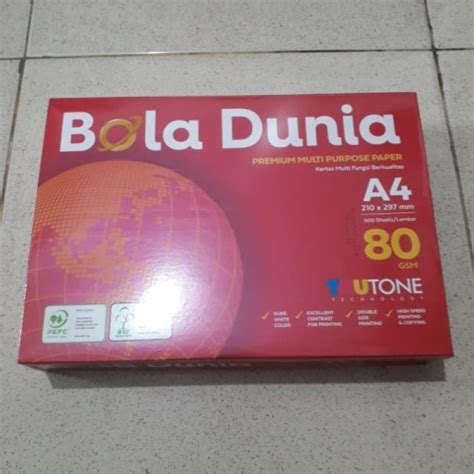 Bola Dunia
PREMIUM MULTI PURPOSE PAPER
Kertas Multi Fungsi Berkualitas
A4
210 x 297 mm
500 Sheets/Lembar
80
GSM
UTONE
TECHNOLOGY
PEFC
PURE WHITE COLOR
EXCELLENT CONTRAST FOR PRINTING
DOUBLE SIDE PRINTING
HIGH SPEED PRINTING & COPYING
Dunia